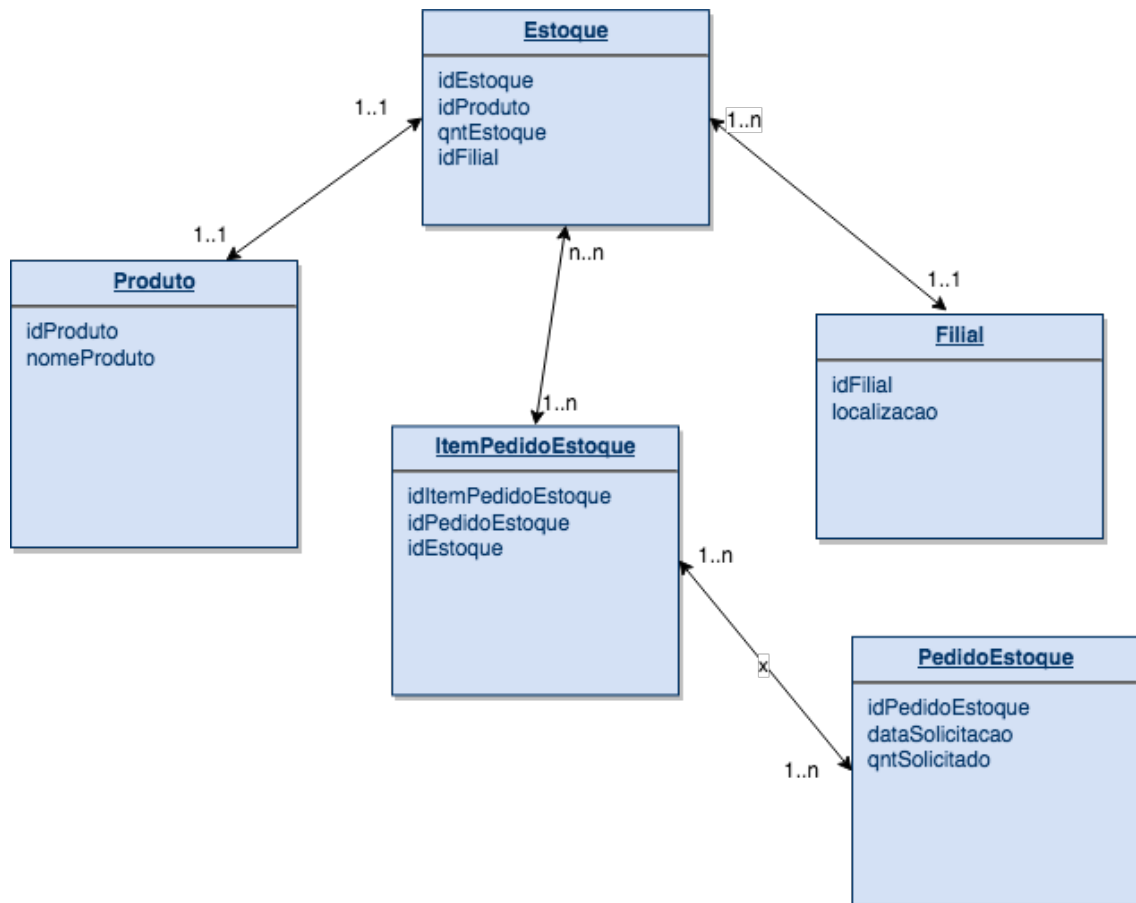 Estoque
idEstoque
idProduto
qntEstoque
idFilial
1..1
1..n
1..1
n..n
Produto
idProduto
nomeProduto
1..1
Filial
idFilial
localizacao
1..n
ItemPedidoEstoque
idItemPedidoEstoque
idPedidoEstoque
idEstoque
1..n
x
1..n
PedidoEstoque
idPedidoEstoque
dataSolicitacao
qntSolicitado